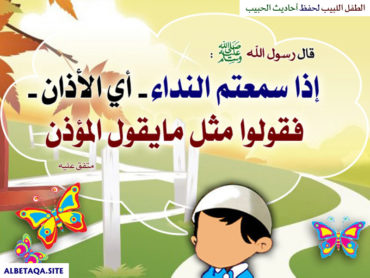 الطفل اللبيب لحفظ أحاديث الحبيب
قال رسول الله ﷺ :
إذا سمعتم النداء ـ أي الأذان ـ
فقولوا مثل مايقول المؤذن
متفق عليه
ALBETAQA.SITE